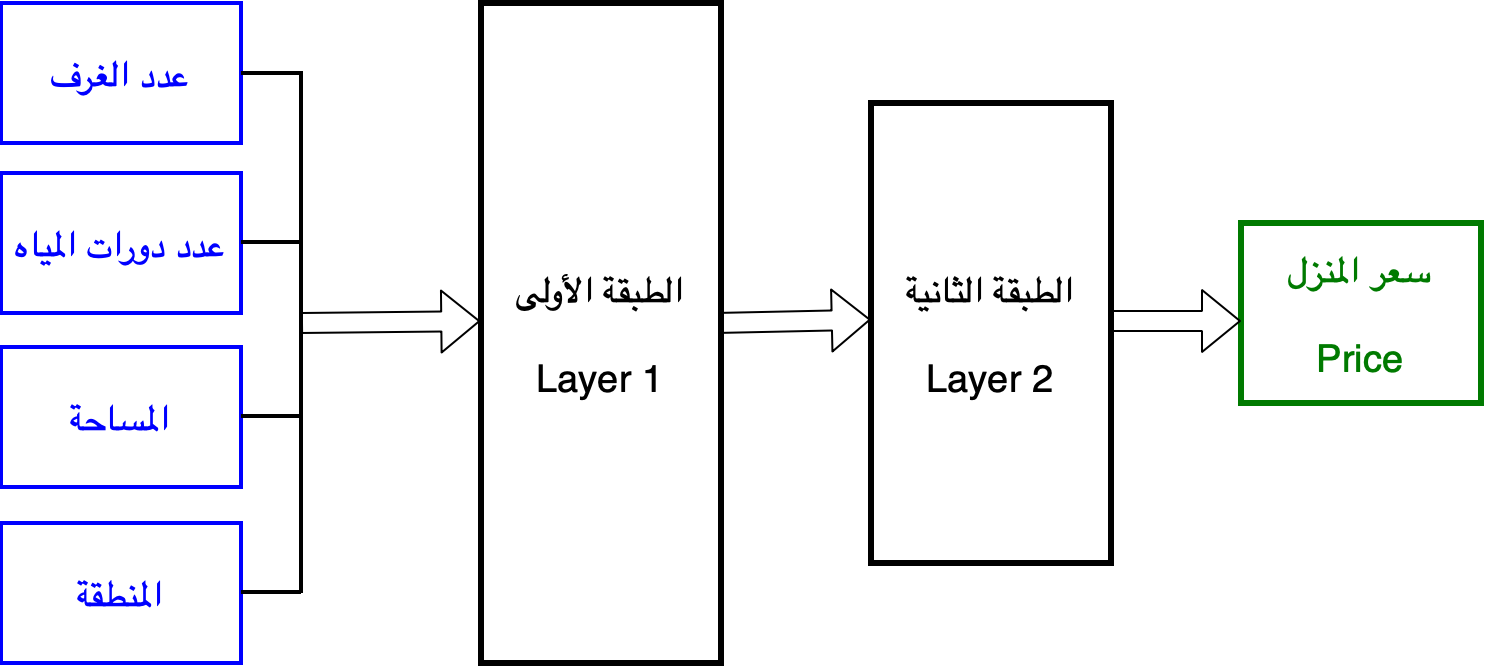 عدد الغرف
عدد دورات المياه
المساحة
المنطقة
الطبقة الأولى
Layer 1
الطبقة الثانية
Layer 2
سعر المنزل
Price